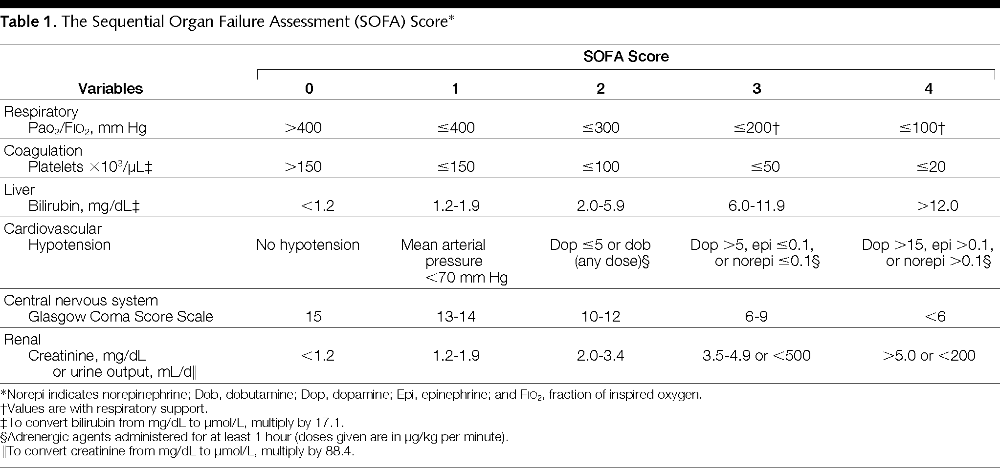 Table 1. The Sequential Organ Failure Assessment (SOFA) Score*
SOFA Score
Variables 0 1 2 3 4
Respiratory
Pao₂/FIO₂, mm Hg >400 ≤400 ≤300 ≤200† ≤100†
Coagulation
Platelets ×10³/μL‡ >150 ≤150 ≤100 ≤50 ≤20
Liver
Bilirubin, mg/dL‡ <1.2 1.2-1.9 2.0-5.9 6.0-11.9 >12.0
Cardiovascular
Hypotension No hypotension Mean arterial Dop ≤5 or dob Dop >5, epi ≤0.1, Dop >15, epi >0.1,
pressure (any dose)§ or norepi ≤0.1§ or norepi >0.1§
<70 mm Hg
Central nervous system
Glasgow Coma Score Scale 15 13-14 10-12 6-9 <6
Renal
Creatinine, mg/dL <1.2 1.2-1.9 2.0-3.4 3.5-4.9 or <500 >5.0 or <200
or urine output, mL/d‖
*Norepi indicates norepinephrine; Dob, dobutamine; Dop, dopamine; Epi, epinephrine; and FIO₂, fraction of inspired oxygen.
†Values are with respiratory support.
‡To convert bilirubin from mg/dL to μmol/L, multiply by 17.1.
§Adrenergic agents administered for at least 1 hour (doses given are in μg/kg per minute).
‖To convert creatinine from mg/dL to μmol/L, multiply by 88.4.